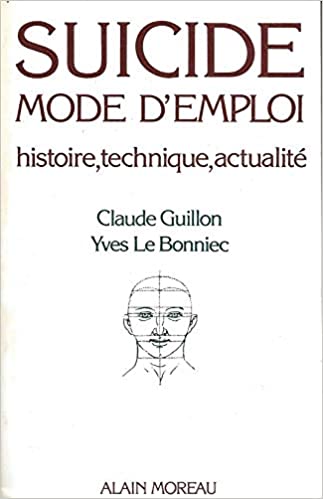 SUICIDE
MODE D'EMPLOI
histoire,technique,actualité
Claude Guillon
Yves Le Bonniec
ALAIN MOREAU